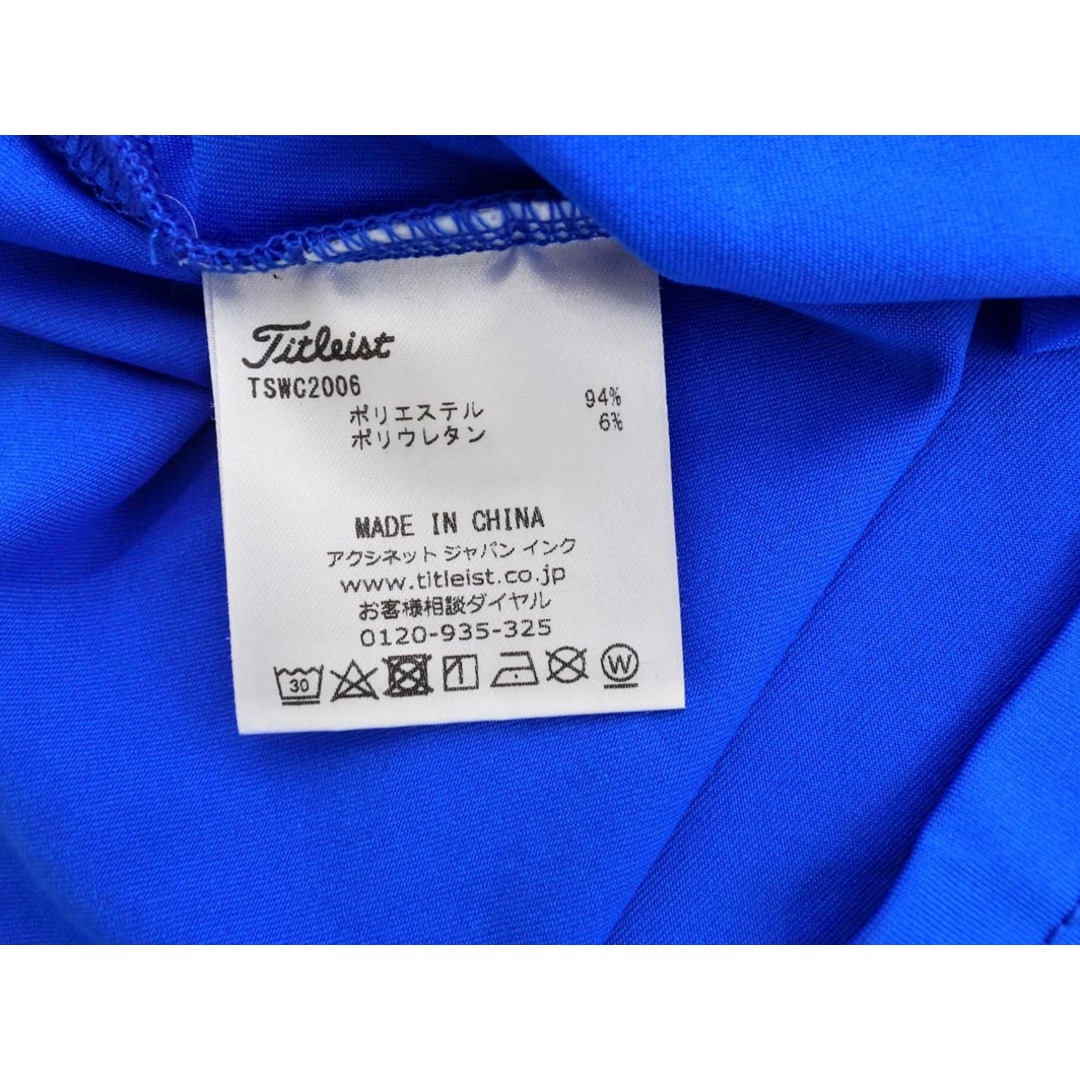 Titleist
TSWC2006
ポリエステル 94%
ポリウレタン 6%
MADE IN CHINA
アクシネット ジャパン インク
www.titleist.co.jp
お客様相談ダイヤル
0120-935-325
30 W